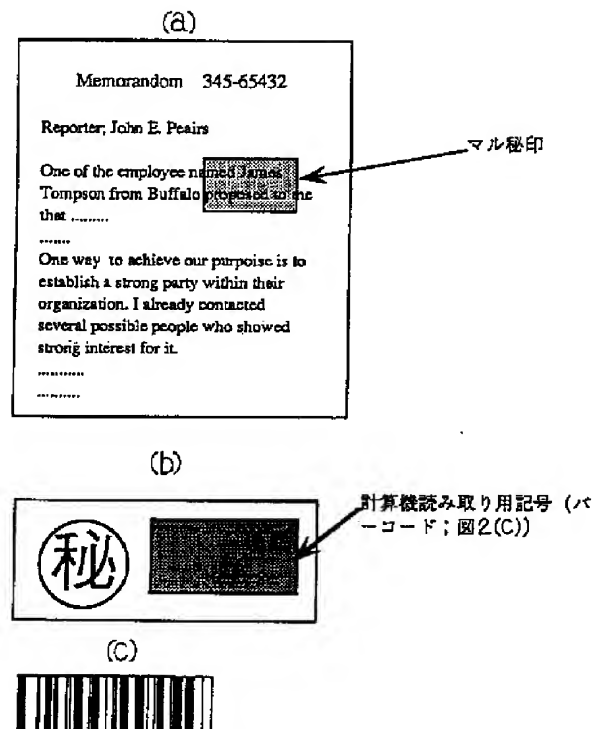 (a)
Memorandom 345-65432
Reporter; John E. Peairs
マル秘印
One of the employee named James
Tompson from Buffalo proposed to me
that .........
.......
One way to achieve our purpoise is to
establish a strong party within their
organization. I already contacted
several possible people who showed
strong interest for it.
...........
..........
(b)
計算機読み取り用記号 (バ
ーコード；図2(C))
秘
(C)